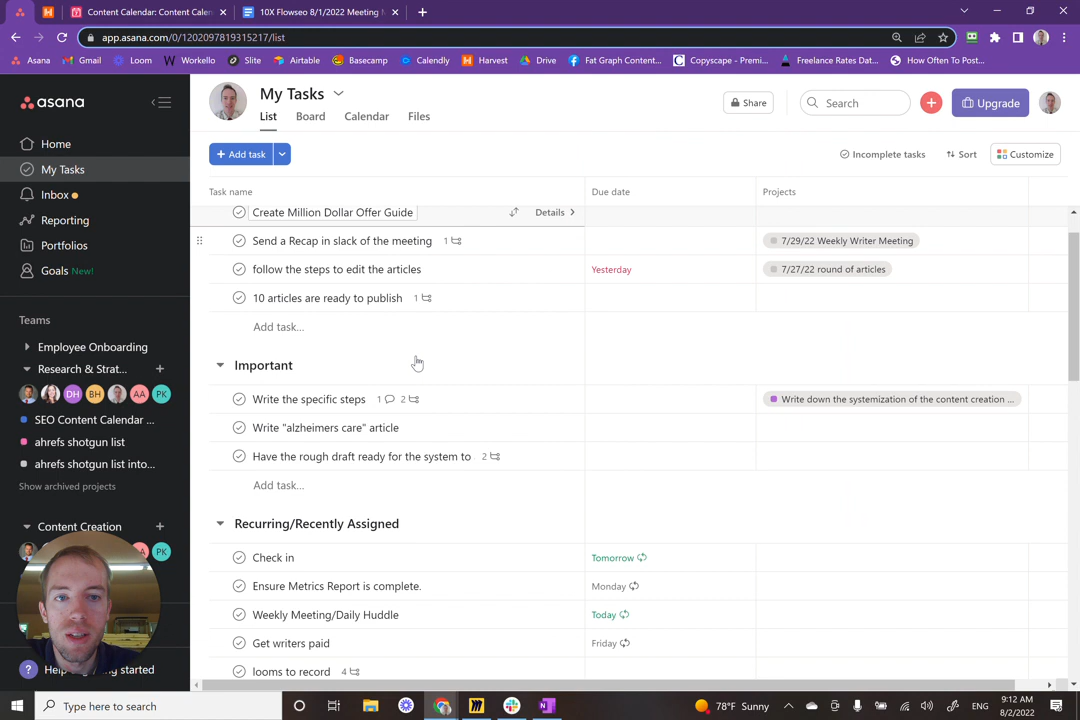 Content Calendar: Content Calen
10X Flowseo 8/1/2022 Meeting M
app.asana.com/0/1202097819315217/list
Asana Gmail Loom Workello Slite Airtable Basecamp Calendly Harvest Drive Fat Graph Content... Copyscape - Premi... Freelance Rates Dat... How Often To Post...
asana
Home
My Tasks
Inbox
Reporting
Portfolios
Goals New!
Teams
Employee Onboarding
Research & Strat...
DH BH AA PK
SEO Content Calendar ...
ahrefs shotgun list
ahrefs shotgun list into...
Show archived projects
Content Creation
PK
Help getting started
My Tasks
List Board Calendar Files
Share
Search
Upgrade
+ Add task
Incomplete tasks
Sort
Customize
Task name Due date Projects
Create Million Dollar Offer Guide Details
Send a Recap in slack of the meeting 1 7/29/22 Weekly Writer Meeting
follow the steps to edit the articles Yesterday 7/27/22 round of articles
10 articles are ready to publish 1
Add task...
Important
Write the specific steps 1 2 Write down the systemization of the content creation ...
Write "alzheimers care" article
Have the rough draft ready for the system to 2
Add task...
Recurring/Recently Assigned
Check in Tomorrow
Ensure Metrics Report is complete. Monday
Weekly Meeting/Daily Huddle Today
Get writers paid Friday
looms to record 4
Type here to search
78°F Sunny
ENG
9:12 AM
8/2/2022